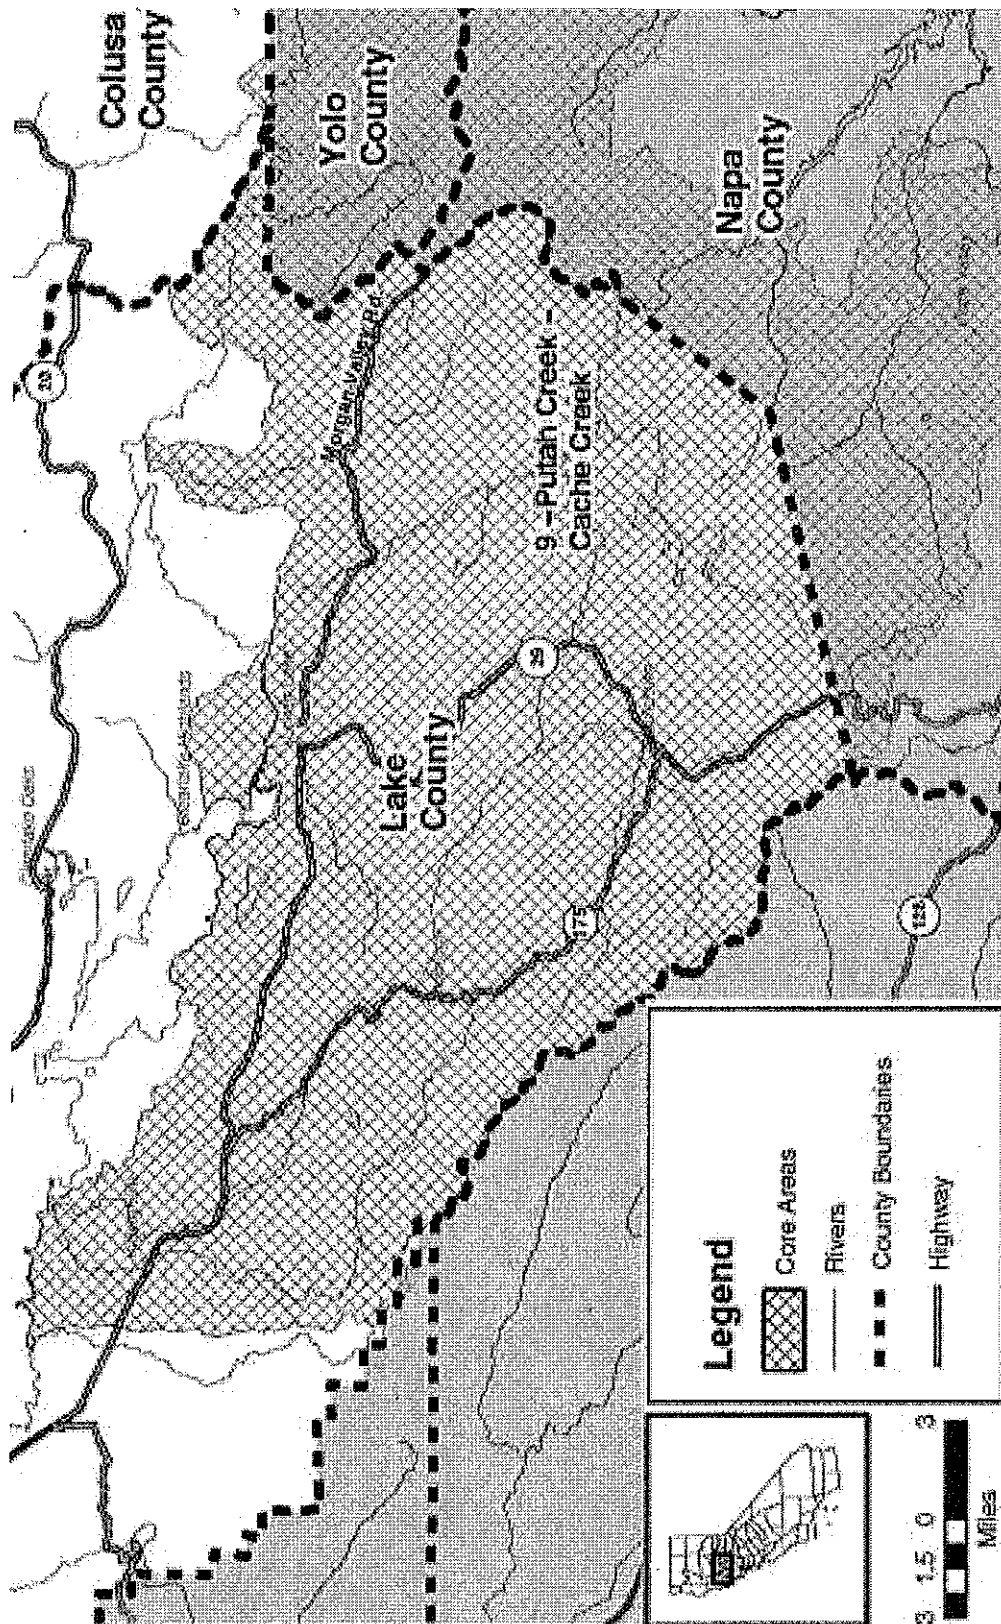 Colusa
County
20
Yolo
County
Morgan Valley Rd
Napa
County
9 - Putah Creek -
Cache Creek
29
Lake
County
175
128
Legend
Core Areas
Rivers
County Boundaries
Highway
3 1.5 0 3
Miles